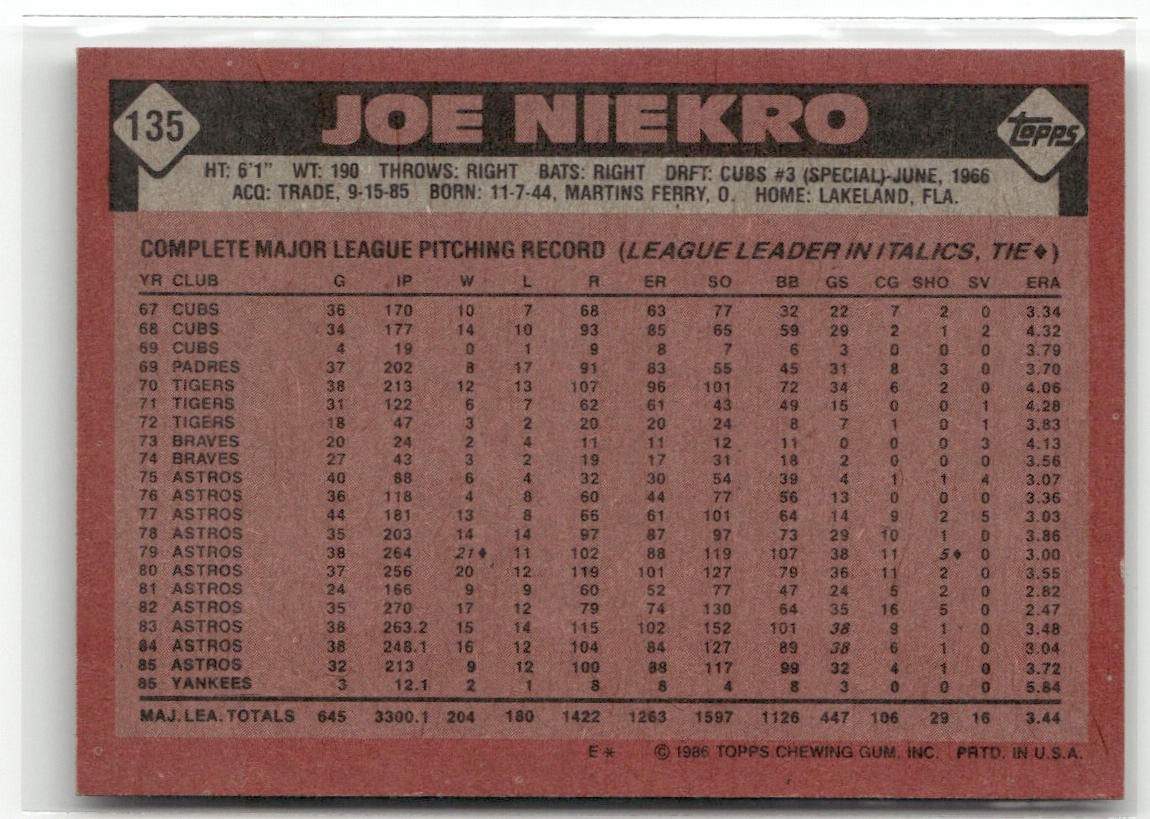 135 JOE NIEKRO topps
HT: 6'1" WT: 190 THROWS: RIGHT BATS: RIGHT DRFT: CUBS #3 (SPECIAL)-JUNE, 1966
ACQ: TRADE, 9-15-85 BORN: 11-7-44, MARTINS FERRY, O. HOME: LAKELAND, FLA.
COMPLETE MAJOR LEAGUE PITCHING RECORD (LEAGUE LEADER IN ITALICS, TIE♦)
YR CLUB G IP W L R ER SO BB GS CG SHO SV ERA
67 CUBS 36 170 10 7 68 63 77 32 22 7 2 0 3.34
68 CUBS 34 177 14 10 93 85 65 59 29 2 1 2 4.32
69 CUBS 4 19 0 1 9 8 7 6 3 0 0 0 3.79
69 PADRES 37 202 8 17 91 83 55 45 31 8 3 0 3.70
70 TIGERS 38 213 12 13 107 96 101 72 34 6 2 0 4.06
71 TIGERS 31 122 6 7 62 61 43 49 15 0 0 1 4.28
72 TIGERS 18 47 3 2 20 20 24 8 7 1 0 1 3.83
73 BRAVES 20 24 2 4 11 11 12 11 0 0 0 3 4.13
74 BRAVES 27 43 3 2 19 17 31 18 2 0 0 0 3.56
75 ASTROS 40 88 6 4 32 30 54 39 4 1 1 4 3.07
76 ASTROS 36 118 4 8 60 44 77 56 13 0 0 0 3.36
77 ASTROS 44 181 13 8 66 61 101 64 14 9 2 5 3.03
78 ASTROS 35 203 14 14 97 87 97 73 29 10 1 0 3.86
79 ASTROS 38 264 21♦ 11 102 88 119 107 38 11 5♦ 0 3.00
80 ASTROS 37 256 20 12 119 101 127 79 36 11 2 0 3.55
81 ASTROS 24 166 9 9 60 52 77 47 24 5 2 0 2.82
82 ASTROS 35 270 17 12 79 74 130 64 35 16 5 0 2.47
83 ASTROS 38 263.2 15 14 115 102 152 101 38 9 1 0 3.48
84 ASTROS 38 248.1 16 12 104 84 127 89 38 6 1 0 3.04
85 ASTROS 32 213 9 12 100 88 117 99 32 4 1 0 3.72
85 YANKEES 3 12.1 2 1 8 8 4 8 3 0 0 0 5.84
MAJ. LEA. TOTALS 645 3300.1 204 180 1422 1263 1597 1126 447 106 29 16 3.44
E* © 1986 TOPPS CHEWING GUM, INC. PRTD. IN U.S.A.